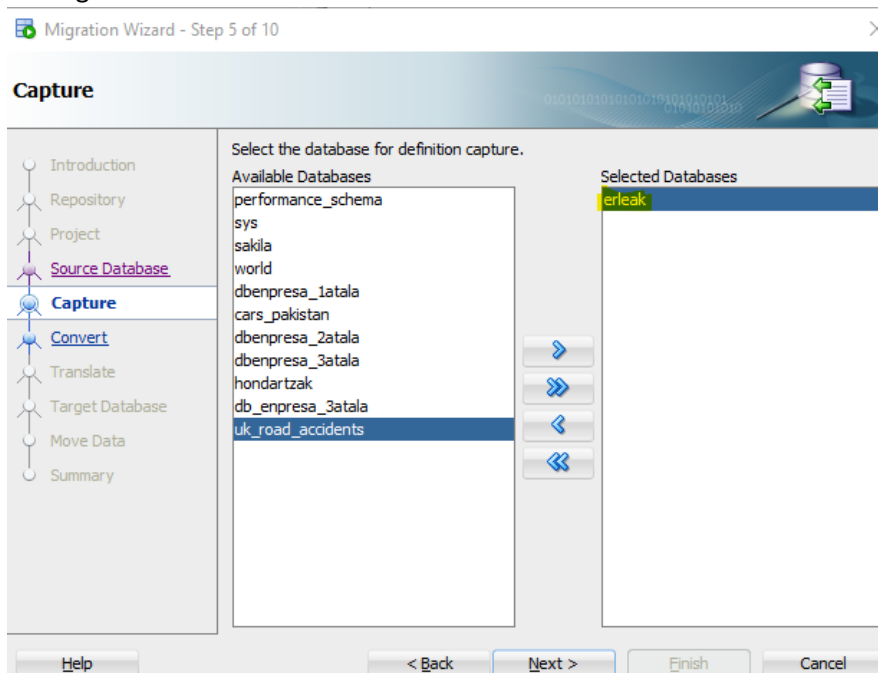 Migration Wizard - Step 5 of 10
Capture
Introduction
Repository
Project
Source Database
Capture
Convert
Translate
Target Database
Move Data
Summary
Select the database for definition capture.
Available Databases
performance_schema
sys
sakila
world
dbenpresa_1atala
cars_pakistan
dbenpresa_2atala
dbenpresa_3atala
hondartzak
db_enpresa_3atala
uk_road_accidents
Selected Databases
erleak
Help
< Back
Next >
Finish
Cancel